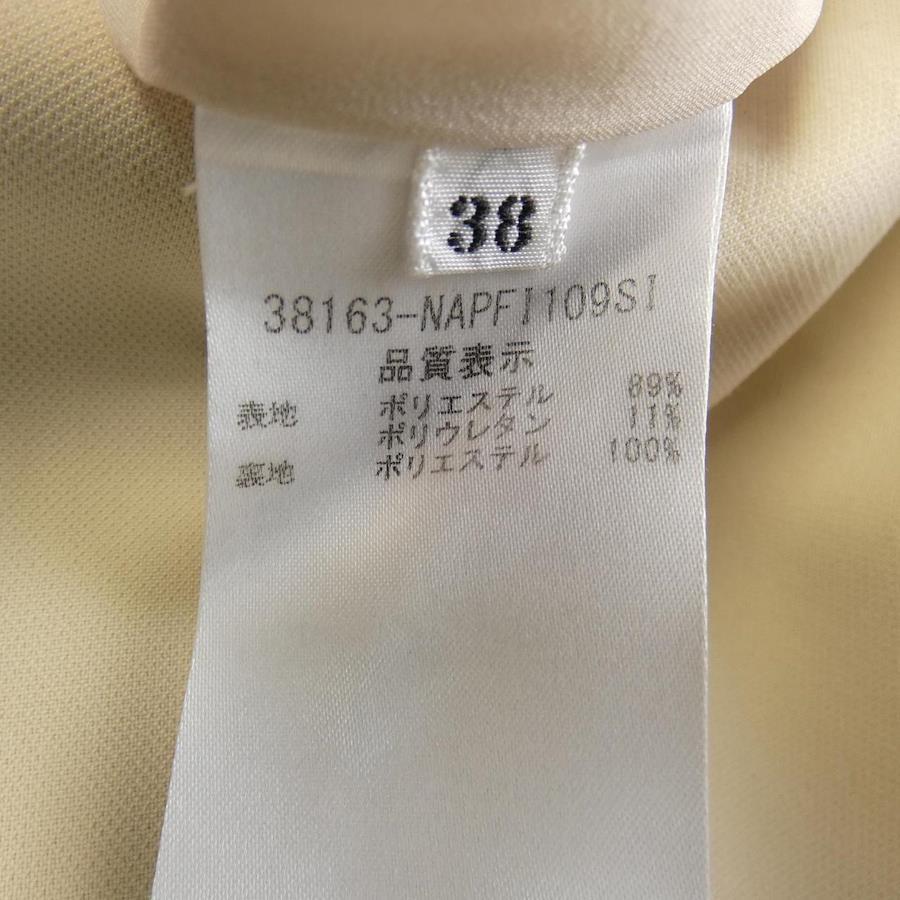 38
38163-NAPFI109SI
品質表示
表地 ポリエステル 89%
ポリウレタン 11%
裏地 ポリエステル 100%